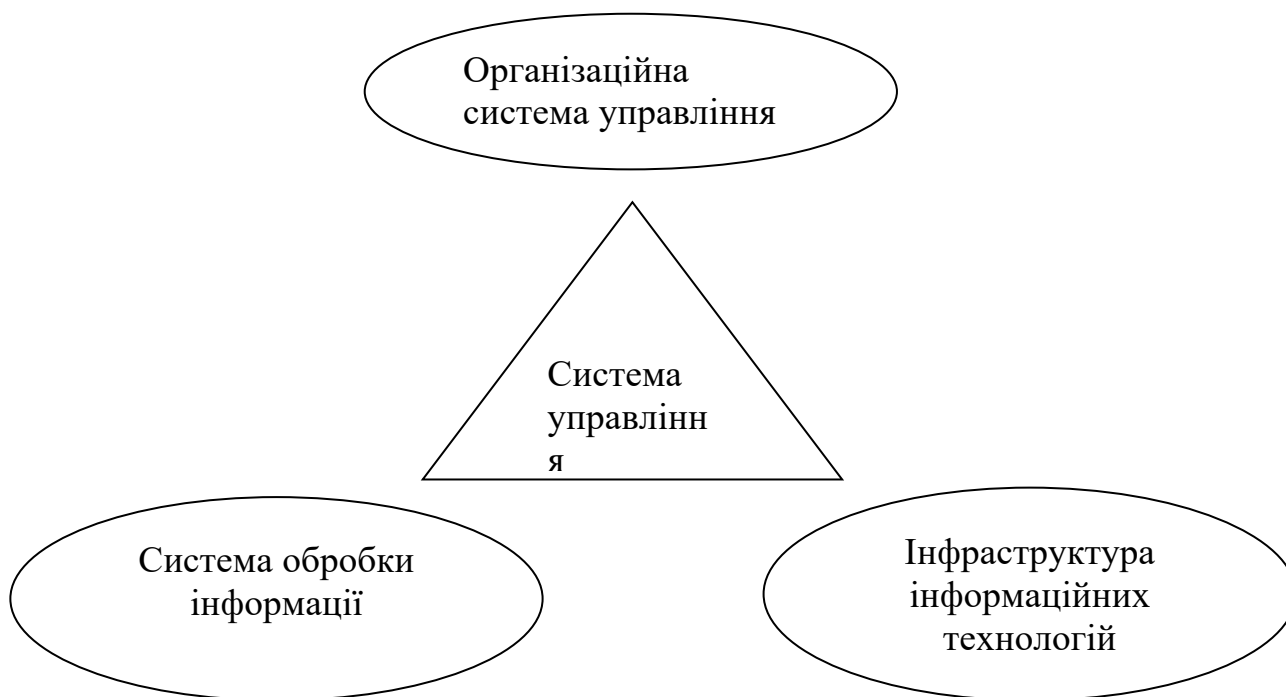 Організаційна
система управління
Система
управлінн
я
Система обробки
інформації
Інфраструктура
інформаційних
технологій